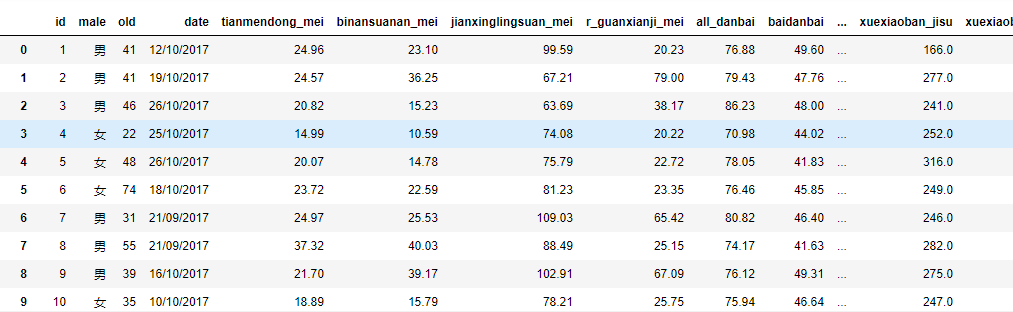 id male old date tianmendong_mei binansuanan_mei jianxinglingsuan_mei r_guanxianji_mei all_danbai baidanbai ... xuexiaoban_jisu xuexiaob
0 1 男 41 12/10/2017 24.96 23.10 99.59 20.23 76.88 49.60 ... 166.0
1 2 男 41 19/10/2017 24.57 36.25 67.21 79.00 79.43 47.76 ... 277.0
2 3 男 46 26/10/2017 20.82 15.23 63.69 38.17 86.23 48.00 ... 241.0
3 4 女 22 25/10/2017 14.99 10.59 74.08 20.22 70.98 44.02 ... 252.0
4 5 女 48 26/10/2017 20.07 14.78 75.79 22.72 78.05 41.83 ... 316.0
5 6 女 74 18/10/2017 23.72 22.59 81.23 23.35 76.46 45.85 ... 249.0
6 7 男 31 21/09/2017 24.97 25.53 109.03 65.42 80.82 46.40 ... 246.0
7 8 男 55 21/09/2017 37.32 40.03 88.49 25.15 74.17 41.63 ... 282.0
8 9 男 39 16/10/2017 21.70 39.17 102.91 67.09 76.12 49.31 ... 275.0
9 10 女 35 10/10/2017 18.89 15.79 78.21 25.75 75.94 46.64 ... 247.0